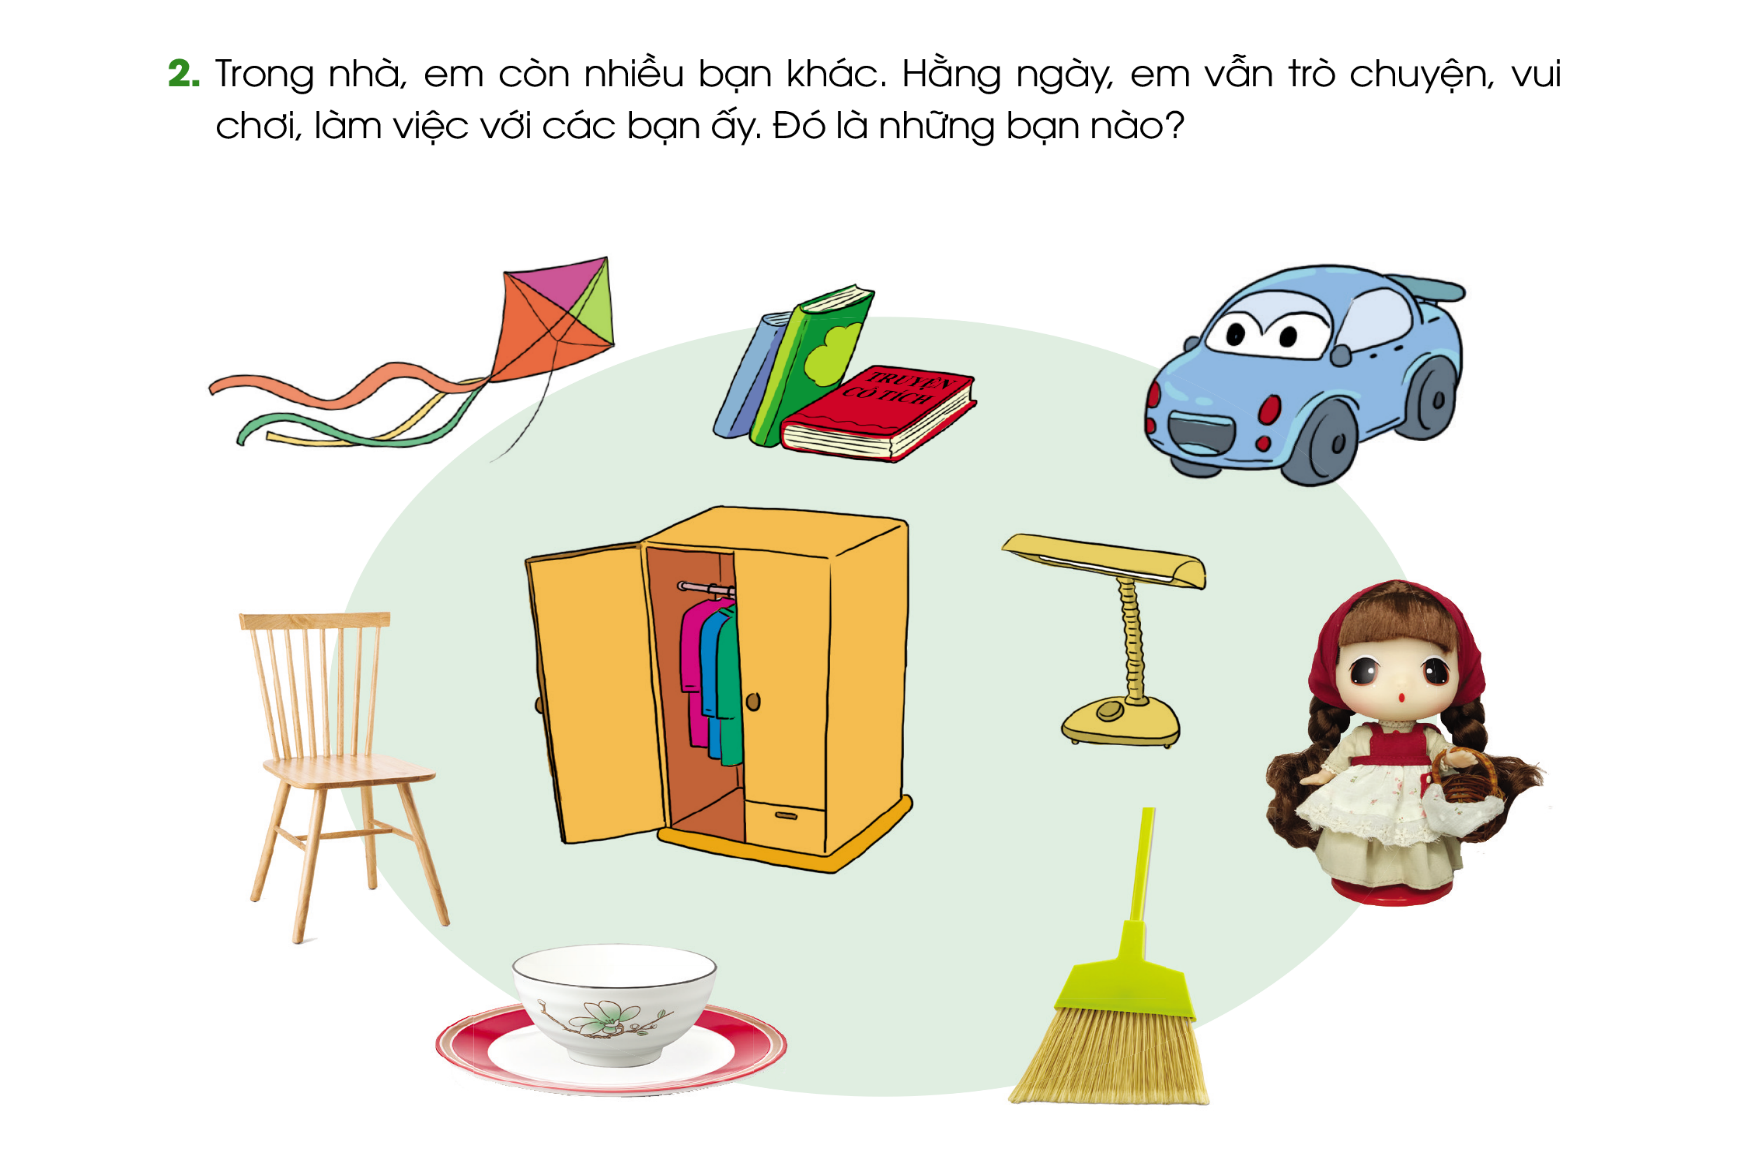 2. Trong nhà, em còn nhiều bạn khác. Hằng ngày, em vẫn trò chuyện, vui
chơi, làm việc với các bạn ấy. Đó là những bạn nào?
TRUYỆN
CỔ TÍCH